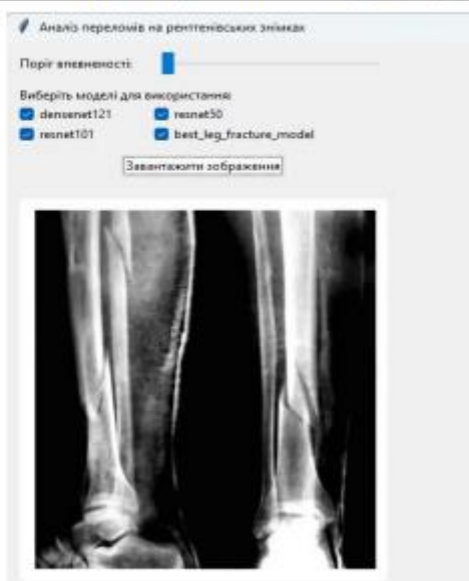 Аналіз переломів на рентгенівських знімках
Поріг впевненості:
Виберіть моделі для використання:
densenet121 resnet50
resnet101 best_leg_fracture_model
Завантажити зображення